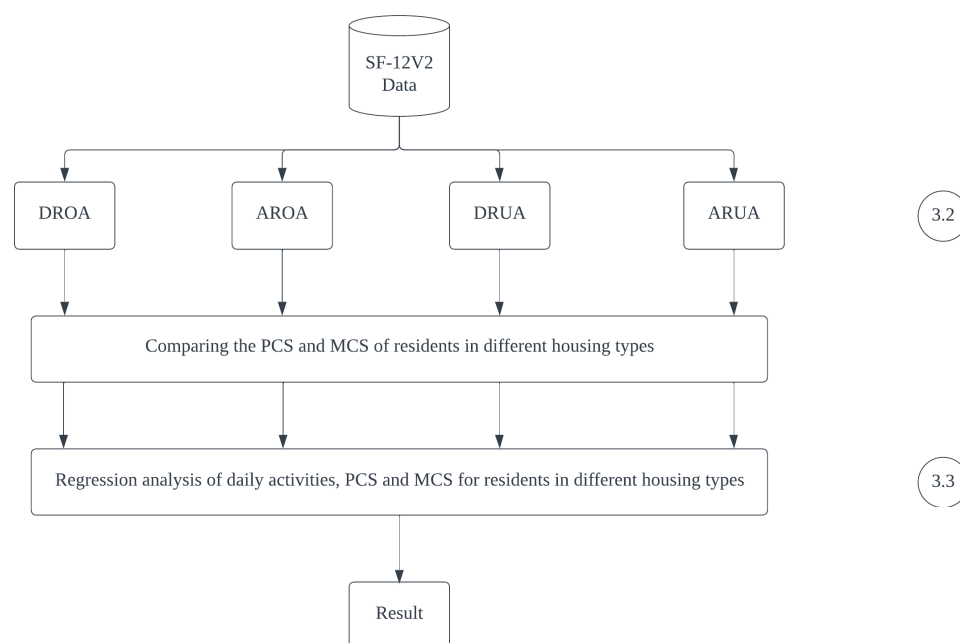 SF-12V2
Data
DROA
AROA
DRUA
ARUA
3.2
Comparing the PCS and MCS of residents in different housing types
Regression analysis of daily activities, PCS and MCS for residents in different housing types
3.3
Result